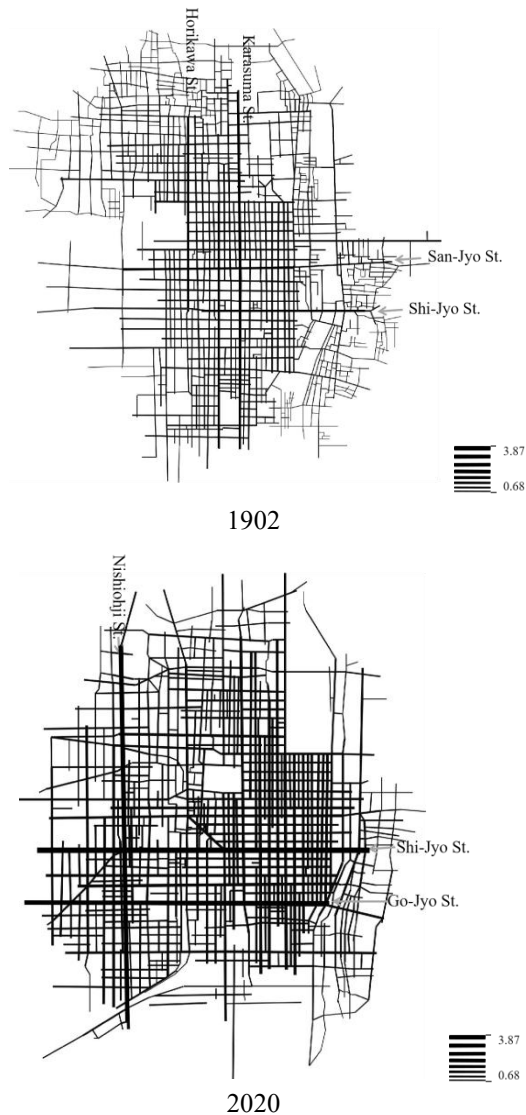 Horikawa St.
Karasuma St.
San-Jyo St.
Shi-Jyo St.
3.87
0.68
1902
Nishiohji St.
Shi-Jyo St.
Go-Jyo St.
3.87
0.68
2020